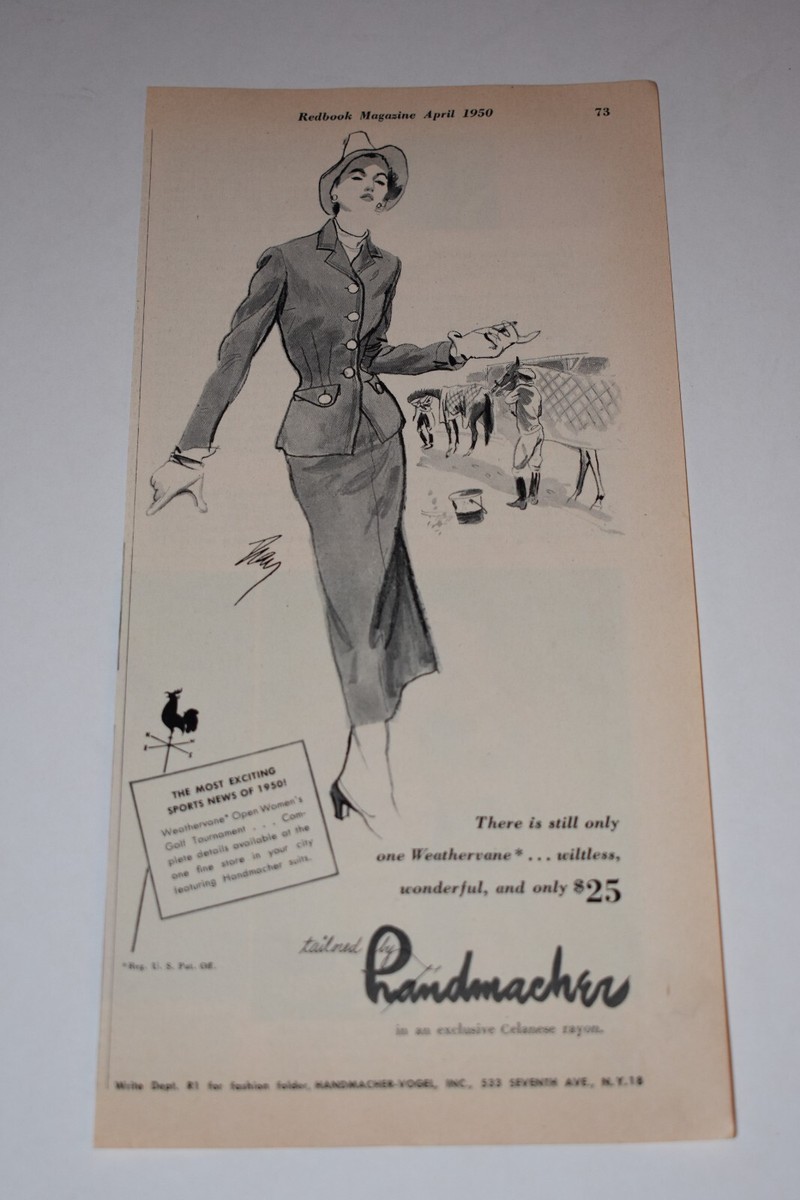 Redbook Magazine April 1950 73
THE MOST EXCITING
SPORTS NEWS OF 1950!
Weathervane* Open Women's
Golf Tournament . . . Com-
plete details available at the
one fine store in your city
featuring Handmacher suits.
There is still only
one Weathervane* ... wiltless,
wonderful, and only $25
tailored by
Handmacher
*Reg. U. S. Pat. Off.
in an exclusive Celanese rayon.
Write Dept. R1 for fashion folder, HANDMACHER-VOGEL, INC., 533 SEVENTH AVE., N.Y. 18